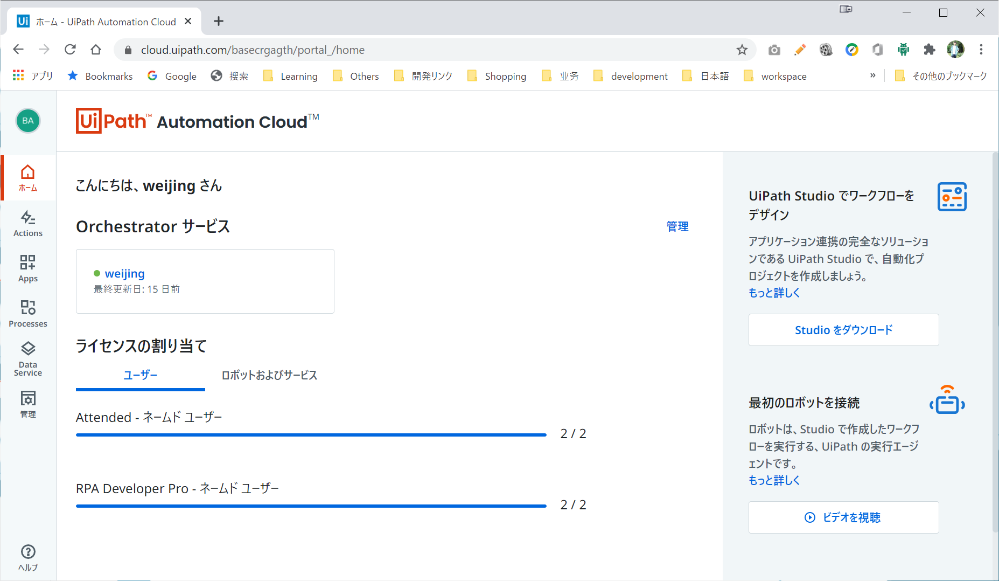 Ui ホーム - UiPath Automation Cloud
cloud.uipath.com/basecrgagth/portal_/home
アプリ Bookmarks Google 搜索 Learning Others 開発リンク Shopping 业务 development 日本語 workspace » その他のブックマーク
BA
UiPath™ Automation Cloud™
ホーム
Actions
Apps
Processes
Data
Service
管理
ヘルプ
こんにちは、weijing さん
Orchestrator サービス
管理
weijing
最終更新日: 15 日前
ライセンスの割り当て
ユーザー
ロボットおよびサービス
Attended - ネームド ユーザー
2 / 2
RPA Developer Pro - ネームド ユーザー
2 / 2
UiPath Studio でワークフローを
デザイン
アプリケーション連携の完全なソリューショ
ンである UiPath Studio で、自動化プ
ロジェクトを作成しましょう。
もっと詳しく
Studio をダウンロード
最初のロボットを接続
ロボットは、Studio で作成したワークフ
ローを実行する、UiPath の実行エージ
ェントです。
もっと詳しく
ビデオを視聴